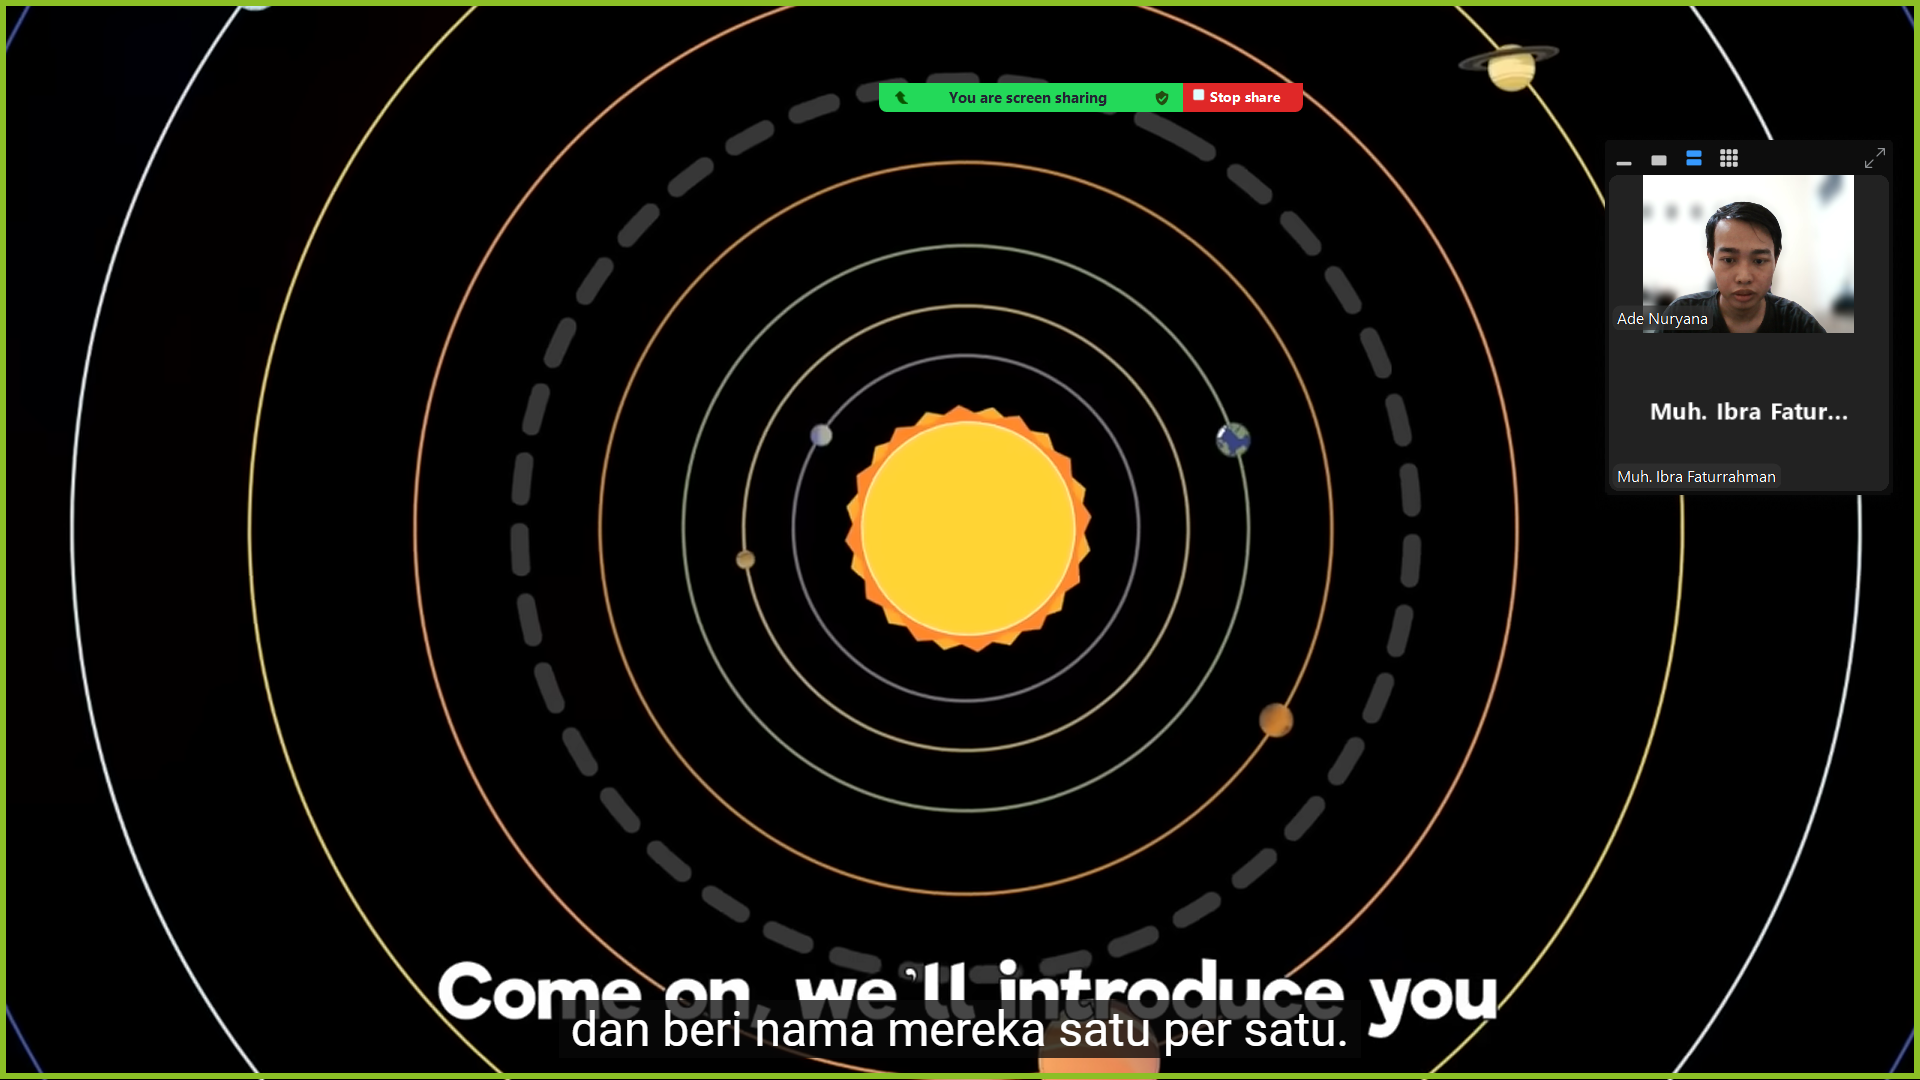 You are screen sharing
Stop share
Ade Nuryana
Muh. Ibra Fatur...
Muh. Ibra Faturrahman
Come on, we'll introduce you
dan beri nama mereka satu per satu.